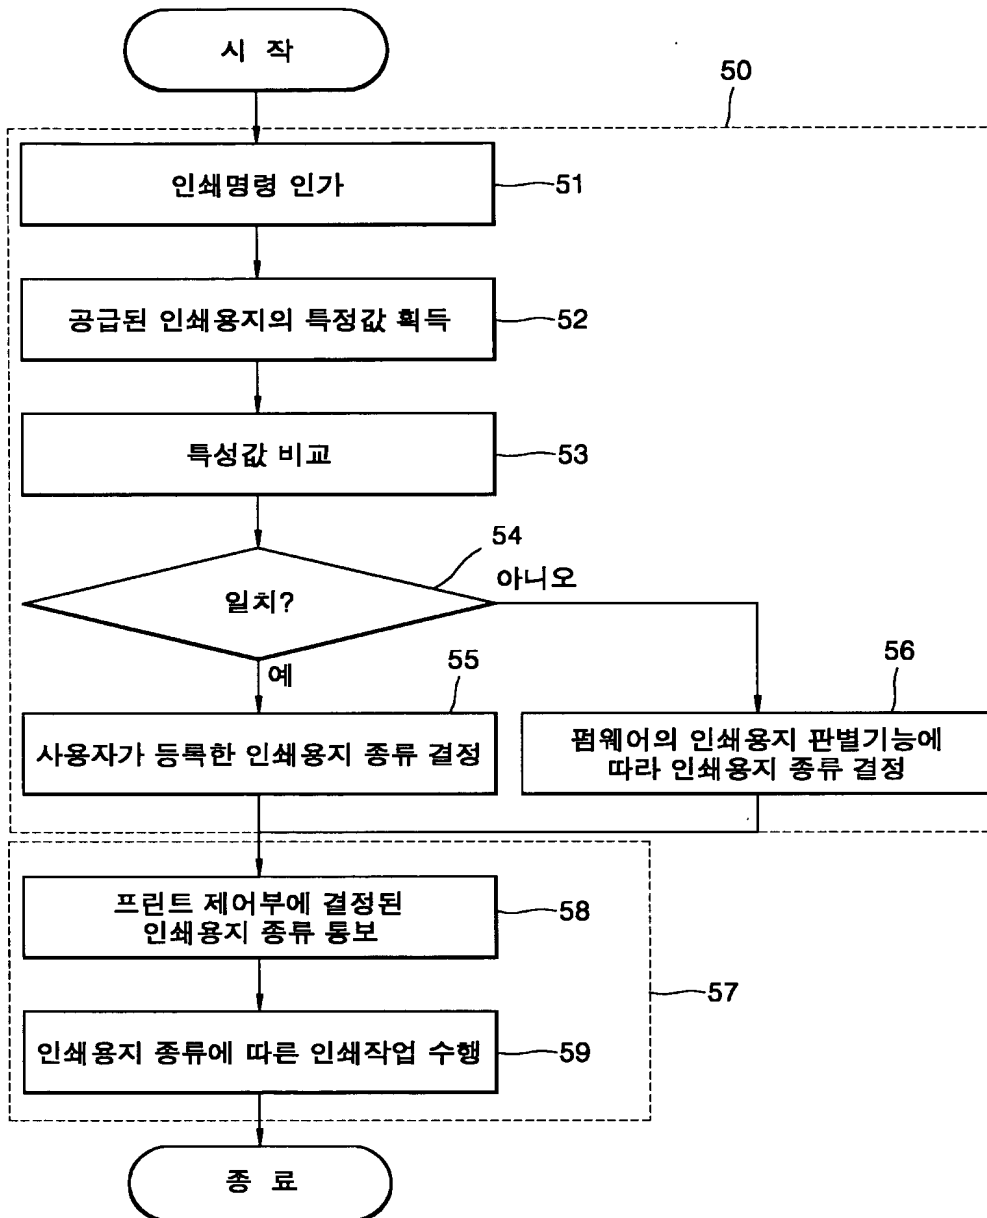 시 작
50
인쇄명령 인가
51
공급된 인쇄용지의 특정값 획득
52
특성값 비교
53
54
일치?
아니오
예
55
56
사용자가 등록한 인쇄용지 종류 결정
펌웨어의 인쇄용지 판별기능에
따라 인쇄용지 종류 결정
프린트 제어부에 결정된
인쇄용지 종류 통보
58
57
인쇄용지 종류에 따른 인쇄작업 수행
59
종 료